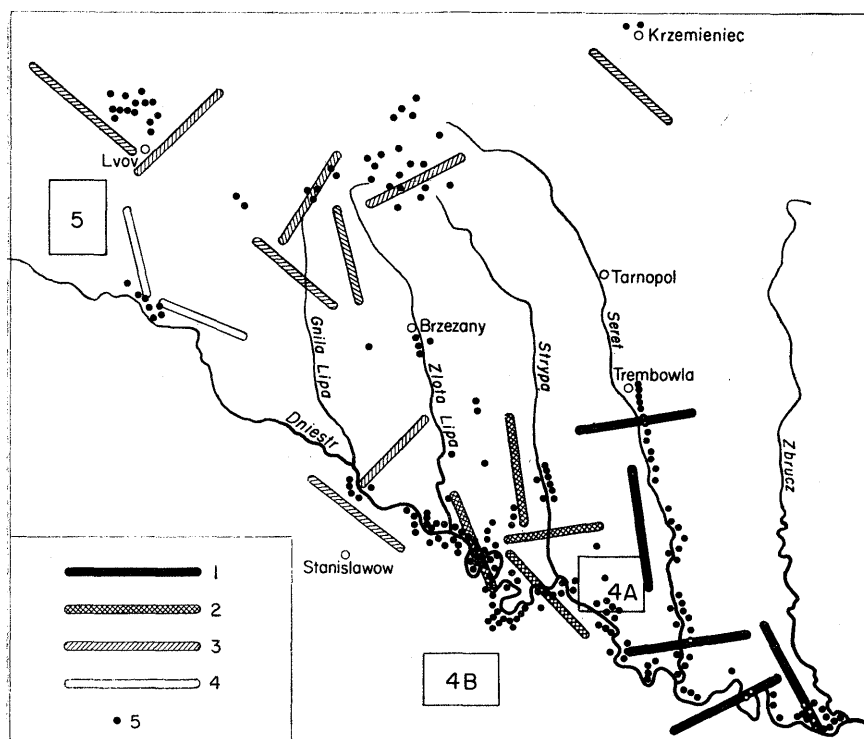 Krzemieniec
Lvov
5
Tarnopol
Brzezany
Gnila Lipa
Zlota Lipa
Strypa
Seret
Trembowla
Dniestr
Zbrucz
Stanislawow
4A
4B
1
2
3
4
5